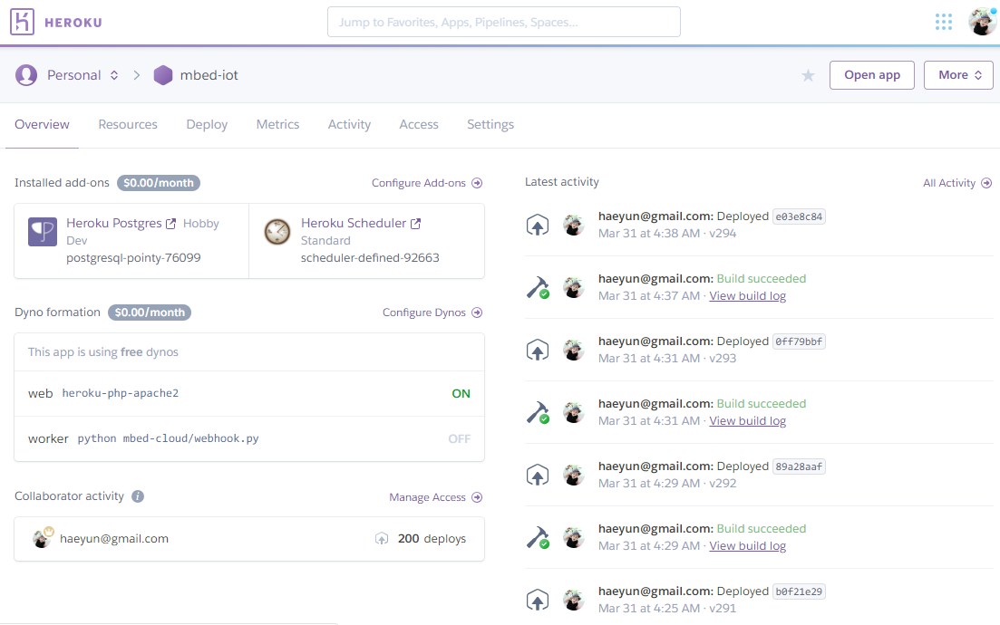 HEROKU
Jump to Favorites, Apps, Pipelines, Spaces...
Personal
mbed-iot
Open app
More
Overview
Resources
Deploy
Metrics
Activity
Access
Settings
Installed add-ons $0.00/month
Configure Add-ons
Heroku Postgres Hobby
Dev
postgresql-pointy-76099
Heroku Scheduler
Standard
scheduler-defined-92663
Dyno formation $0.00/month
Configure Dynos
This app is using free dynos
web heroku-php-apache2 ON
worker python mbed-cloud/webhook.py OFF
Collaborator activity
Manage Access
haeyun@gmail.com 200 deploys
Latest activity
All Activity
haeyun@gmail.com: Deployed e03e8c84
Mar 31 at 4:38 AM · v294
haeyun@gmail.com: Build succeeded
Mar 31 at 4:37 AM · View build log
haeyun@gmail.com: Deployed 0ff79bbf
Mar 31 at 4:31 AM · v293
haeyun@gmail.com: Build succeeded
Mar 31 at 4:31 AM · View build log
haeyun@gmail.com: Deployed 89a28aaf
Mar 31 at 4:29 AM · v292
haeyun@gmail.com: Build succeeded
Mar 31 at 4:29 AM · View build log
haeyun@gmail.com: Deployed b0f21e29
Mar 31 at 4:25 AM · v291